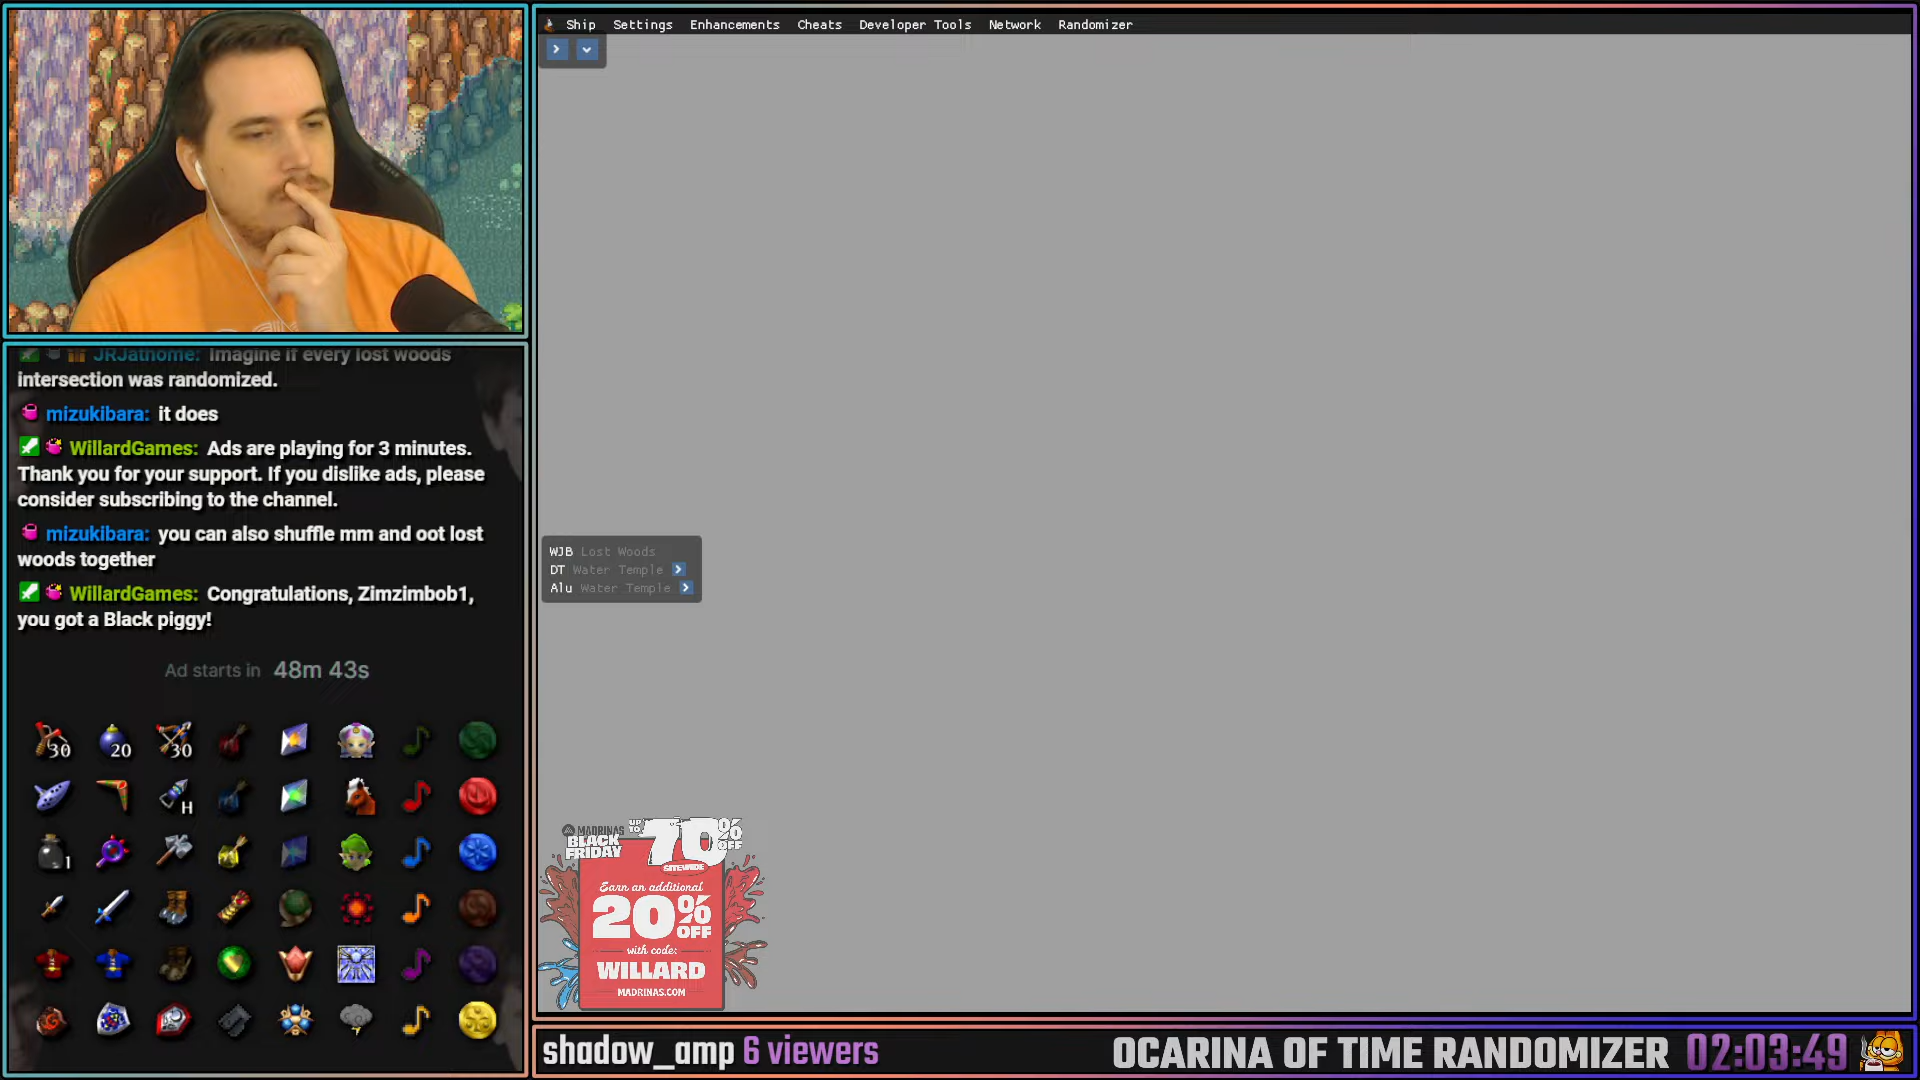 Ship Settings Enhancements Cheats Developer Tools Network Randomizer
JRJathome: Imagine if every lost woods
intersection was randomized.
mizukibara: it does
WillardGames: Ads are playing for 3 minutes.
Thank you for your support. If you dislike ads, please
consider subscribing to the channel.
mizukibara: you can also shuffle mm and oot lost
woods together
WillardGames: Congratulations, Zimzimbob1,
you got a Black piggy!
Ad starts in 48m 43s
30 20 30
H
1
WJB Lost Woods
DT Water Temple
Alu Water Temple
MADRINAS
BLACK
FRIDAY
UP TO
70% OFF
SITEWIDE
Earn an additional
20% OFF
with code:
WILLARD
MADRINAS.COM
shadow_amp 6 viewers
OCARINA OF TIME RANDOMIZER 02:03:49